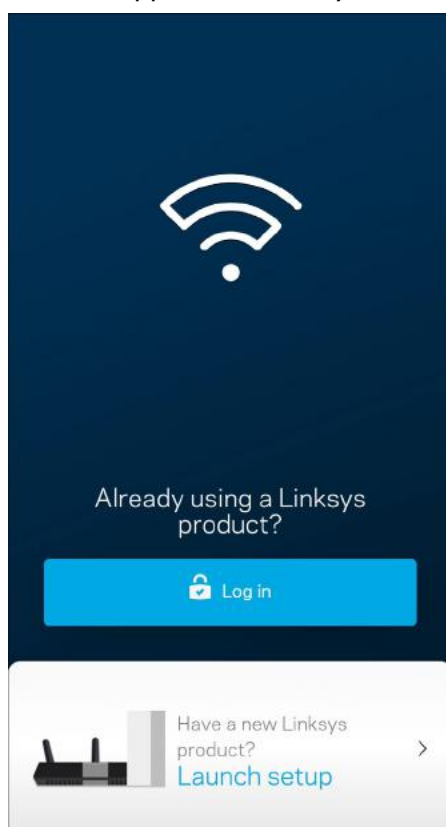 Already using a Linksys
product?
Log in
Have a new Linksys
product?
Launch setup